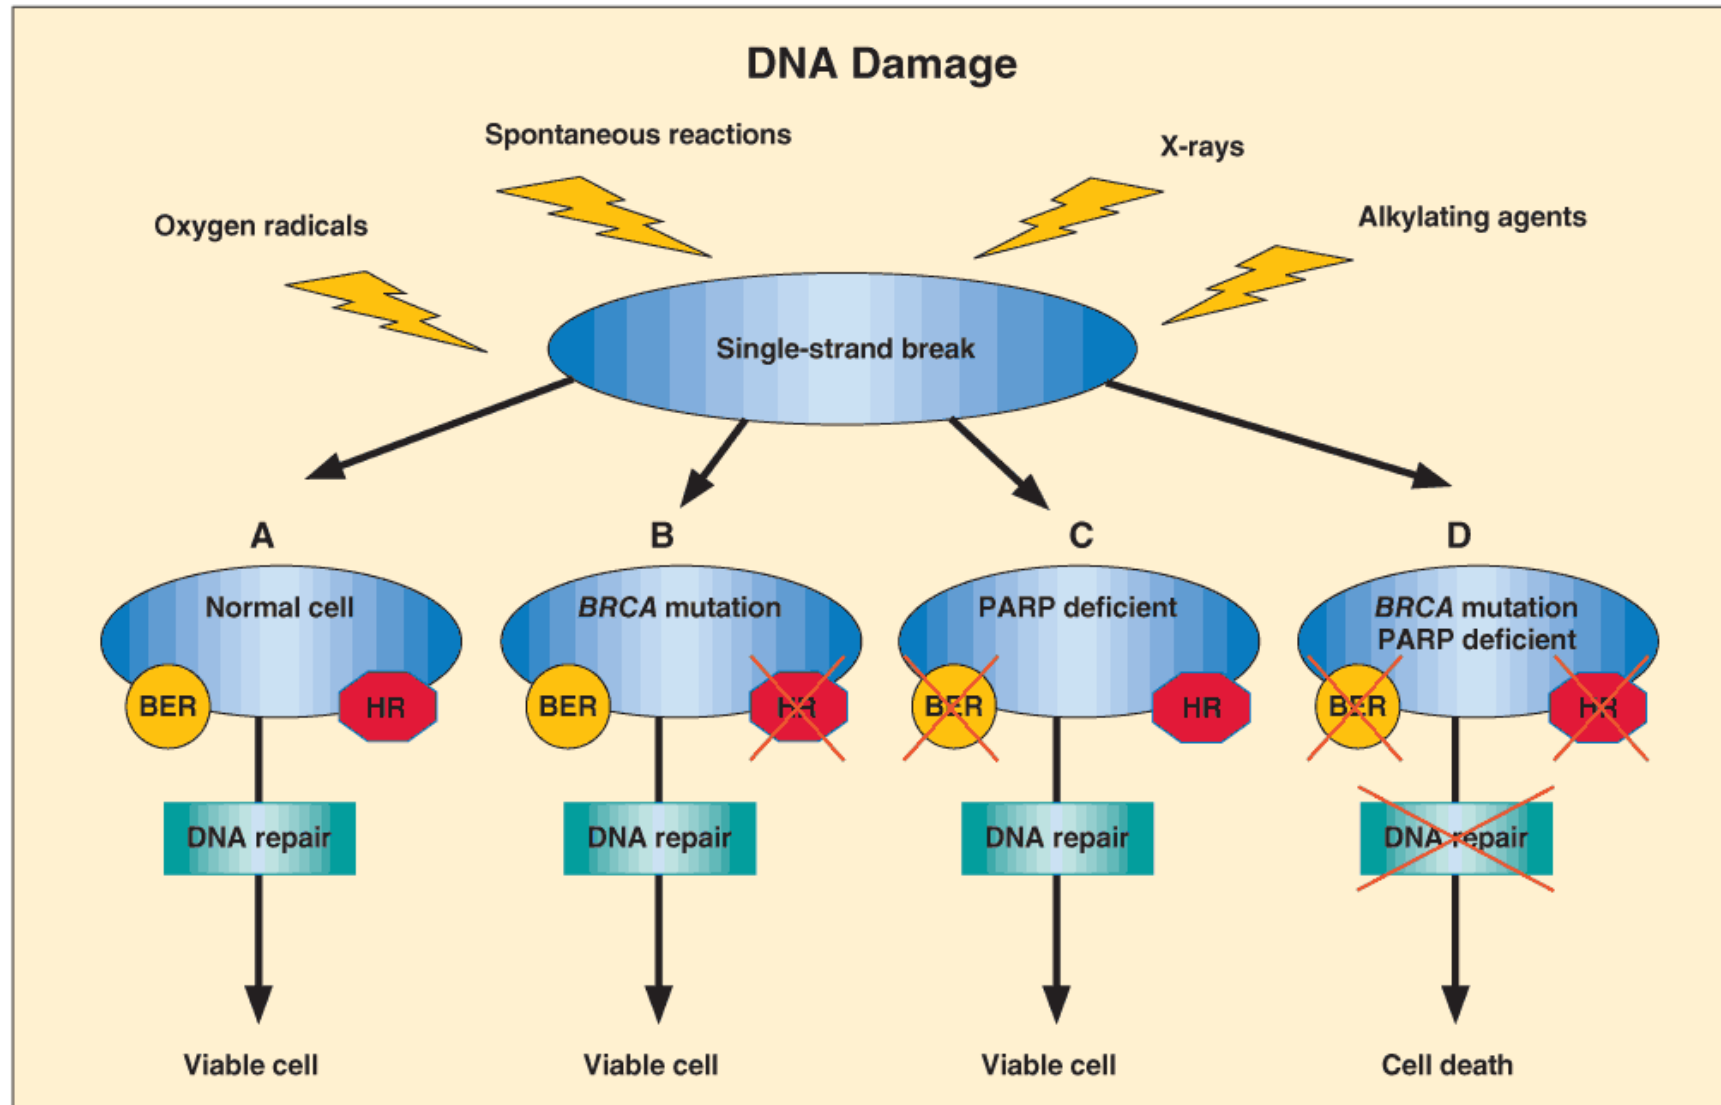 DNA Damage
Spontaneous reactions
X-rays
Oxygen radicals
Alkylating agents
Single-strand break
A
B
C
D
Normal cell
BRCA mutation
PARP deficient
BRCA mutation
PARP deficient
BER
HR
BER
HR
BER
HR
BER
HR
DNA repair
DNA repair
DNA repair
DNA repair
Viable cell
Viable cell
Viable cell
Cell death